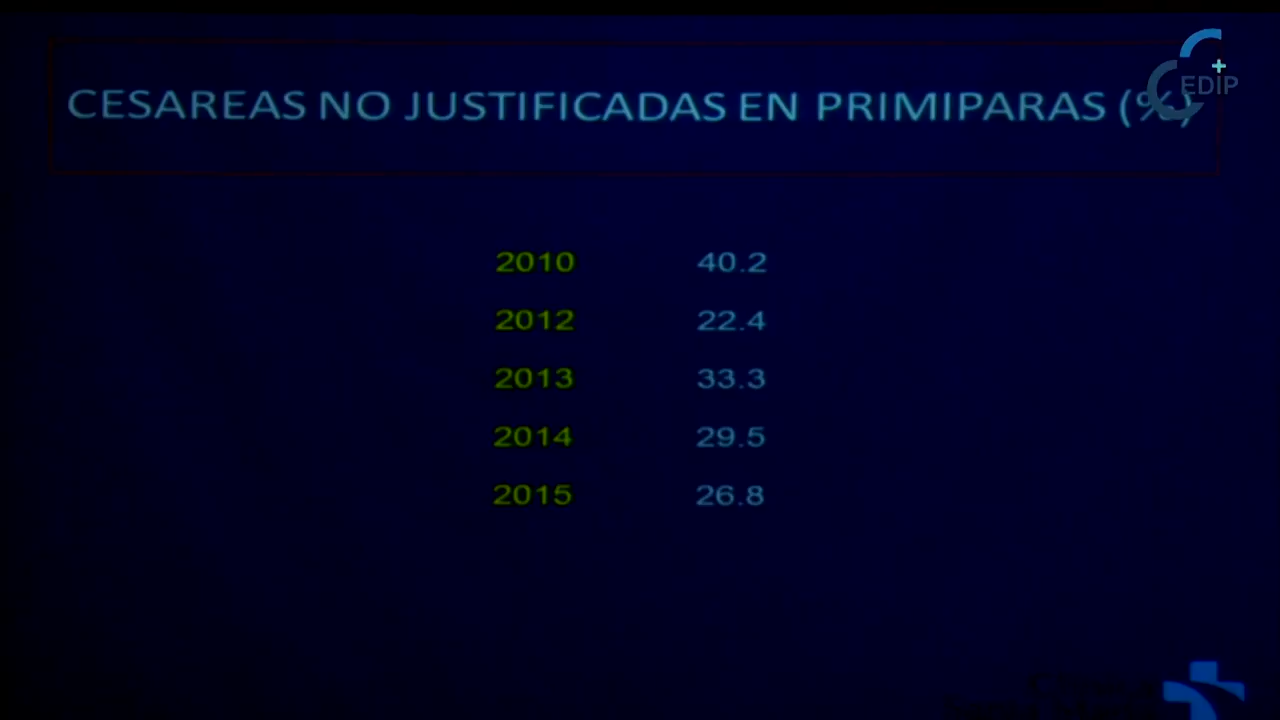 CESAREAS NO JUSTIFICADAS EN PRIMIPARAS (%)
EDIP
2010 40.2
2012 22.4
2013 33.3
2014 29.5
2015 26.8